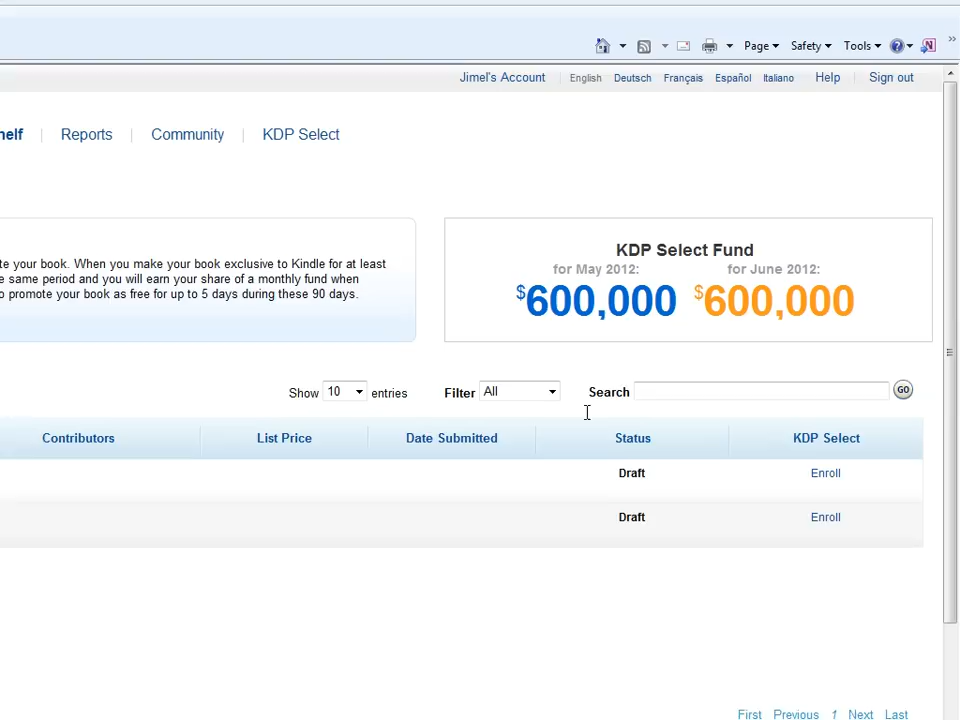 Page Safety Tools »
Jimel's Account English Deutsch Français Español Italiano Help Sign out
helf Reports Community KDP Select
te your book. When you make your book exclusive to Kindle for at least
e same period and you will earn your share of a monthly fund when
o promote your book as free for up to 5 days during these 90 days.
KDP Select Fund
for May 2012: for June 2012:
$600,000 $600,000
Show 10 entries Filter All Search GO
Contributors List Price Date Submitted Status KDP Select
Draft Enroll
Draft Enroll
First Previous 1 Next Last